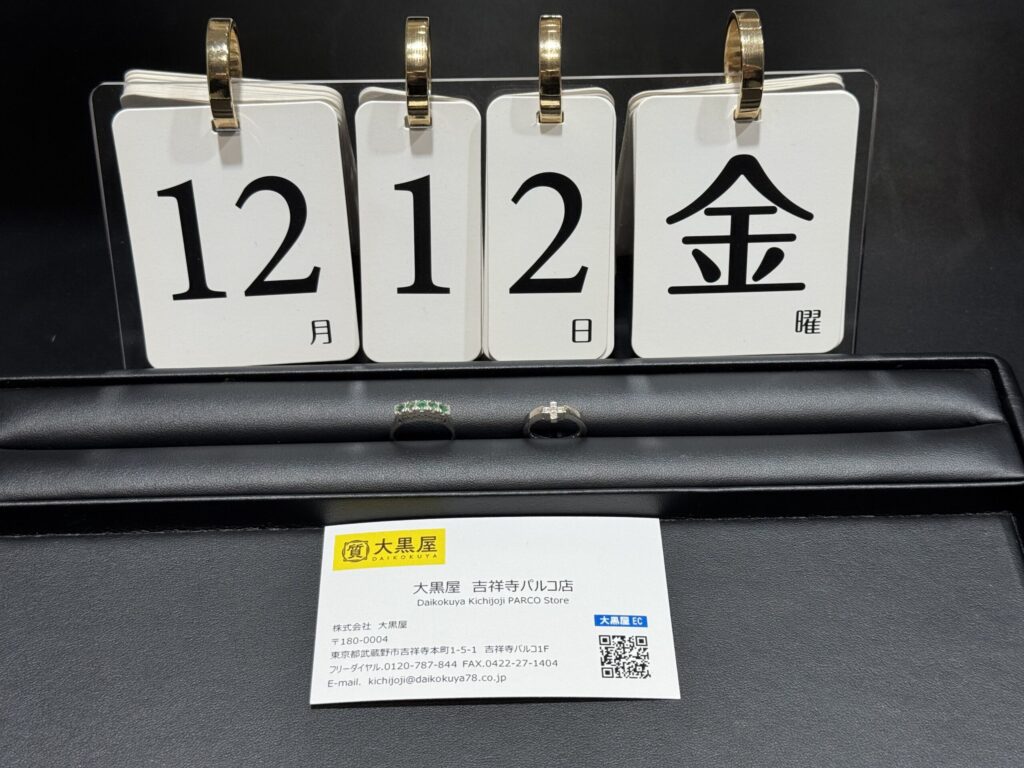 12
月
1
2
日
金
曜
質 大黒屋
DAIKOKUYA
大黒屋 吉祥寺パルコ店
Daikokuya Kichijoji PARCO Store
株式会社 大黒屋
大黒屋 EC
〒180-0004
東京都武蔵野市吉祥寺本町1-5-1 吉祥寺パルコ1F
フリーダイヤル.0120-787-844 FAX.0422-27-1404
E-mail. kichijoji@daikokuya78.co.jp